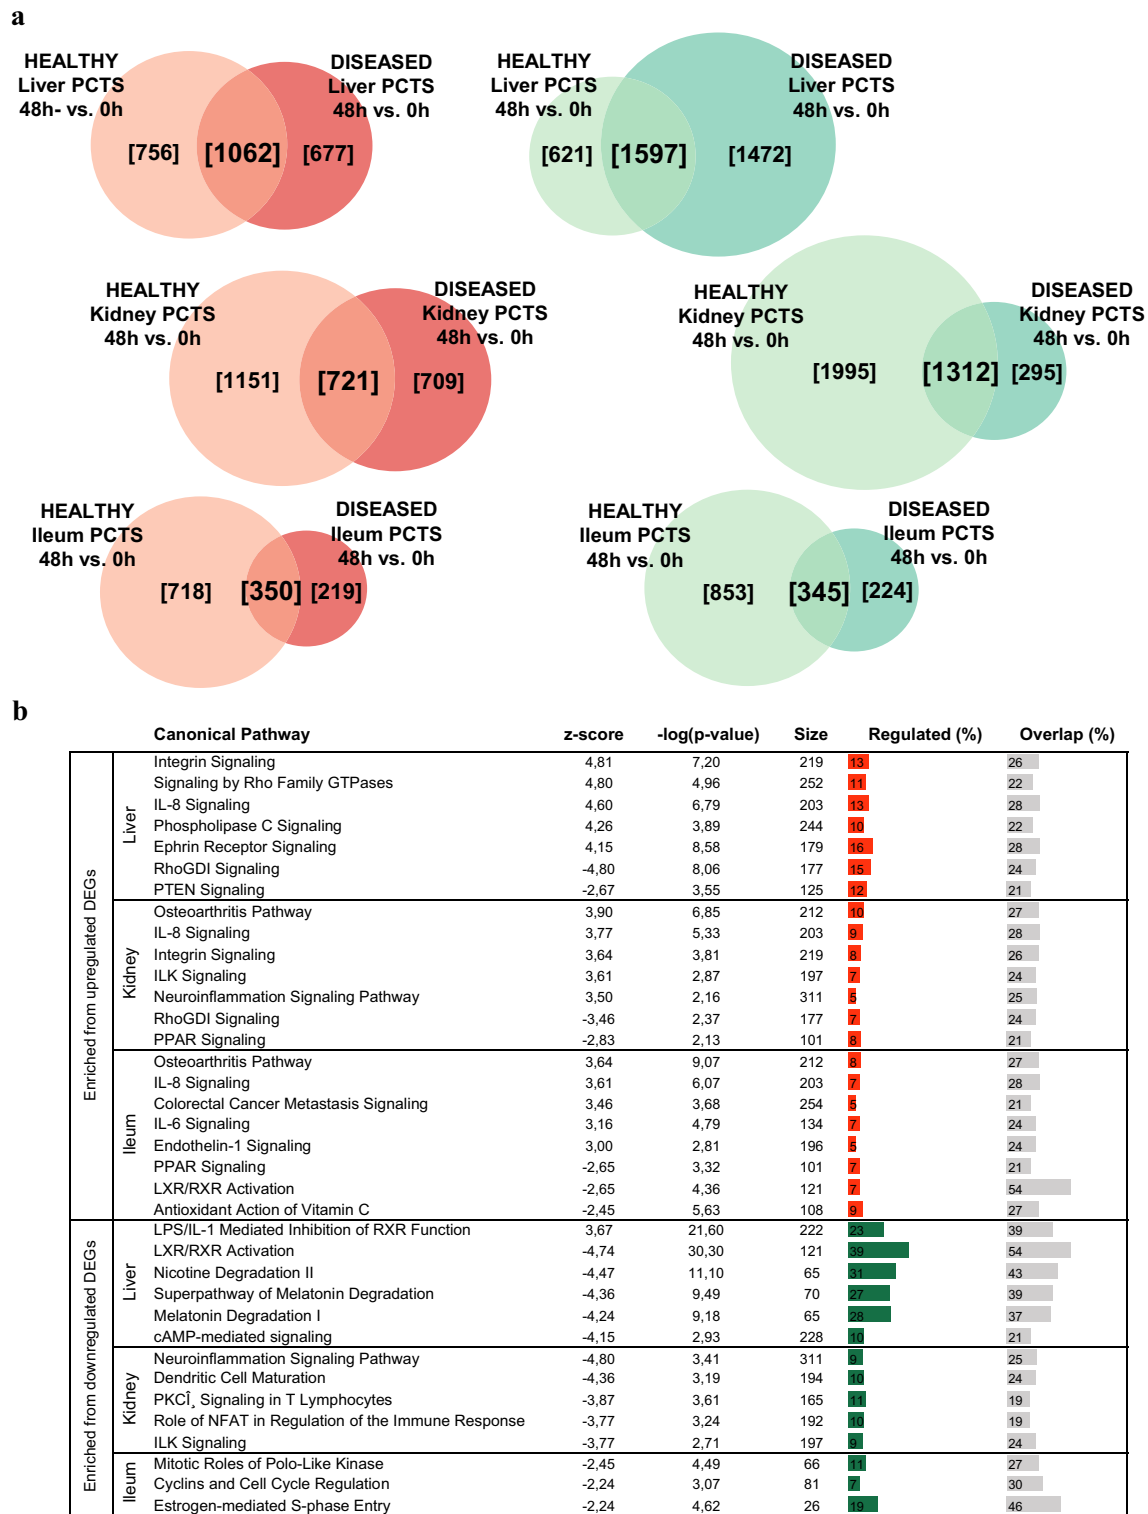 a
HEALTHY
Liver PCTS
48h- vs. 0h
DISEASED
Liver PCTS
48h vs. 0h
[756] [1062] [677]
HEALTHY
Liver PCTS
48h vs. 0h
DISEASED
Liver PCTS
48h vs. 0h
[621] [1597] [1472]
HEALTHY
Kidney PCTS
48h vs. 0h
DISEASED
Kidney PCTS
48h vs. 0h
[1151] [721] [709]
HEALTHY
Kidney PCTS
48h vs. 0h
DISEASED
Kidney PCTS
48h vs. 0h
[1995] [1312] [295]
HEALTHY
Ileum PCTS
48h vs. 0h
DISEASED
Ileum PCTS
48h vs. 0h
[718] [350] [219]
HEALTHY
Ileum PCTS
48h vs. 0h
DISEASED
Ileum PCTS
48h vs. 0h
[853] [345] [224]
b
Canonical Pathway z-score -log(p-value) Size Regulated (%) Overlap (%)
Enriched from upregulated DEGs
Liver
Integrin Signaling 4,81 7,20 219 13 26
Signaling by Rho Family GTPases 4,80 4,96 252 11 22
IL-8 Signaling 4,60 6,79 203 13 28
Phospholipase C Signaling 4,26 3,89 244 10 22
Ephrin Receptor Signaling 4,15 8,58 179 16 28
RhoGDI Signaling -4,80 8,06 177 15 24
PTEN Signaling -2,67 3,55 125 12 21
Kidney
Osteoarthritis Pathway 3,90 6,85 212 10 27
IL-8 Signaling 3,77 5,33 203 9 28
Integrin Signaling 3,64 3,81 219 8 26
ILK Signaling 3,61 2,87 197 7 24
Neuroinflammation Signaling Pathway 3,50 2,16 311 5 25
RhoGDI Signaling -3,46 2,37 177 7 24
PPAR Signaling -2,83 2,13 101 8 21
Ileum
Osteoarthritis Pathway 3,64 9,07 212 8 27
IL-8 Signaling 3,61 6,07 203 7 28
Colorectal Cancer Metastasis Signaling 3,46 3,68 254 5 21
IL-6 Signaling 3,16 4,79 134 7 24
Endothelin-1 Signaling 3,00 2,81 196 5 24
PPAR Signaling -2,65 3,32 101 7 21
LXR/RXR Activation -2,65 4,36 121 7 54
Antioxidant Action of Vitamin C -2,45 5,63 108 9 27
Enriched from downregulated DEGs
Liver
LPS/IL-1 Mediated Inhibition of RXR Function 3,67 21,60 222 23 39
LXR/RXR Activation -4,74 30,30 121 39 54
Nicotine Degradation II -4,47 11,10 65 31 43
Superpathway of Melatonin Degradation -4,36 9,49 70 27 39
Melatonin Degradation I -4,24 9,18 65 28 37
cAMP-mediated signaling -4,15 2,93 228 10 21
Kidney
Neuroinflammation Signaling Pathway -4,80 3,41 311 9 25
Dendritic Cell Maturation -4,36 3,19 194 10 24
PKCÎ¸ Signaling in T Lymphocytes -3,87 3,61 165 11 19
Role of NFAT in Regulation of the Immune Response -3,77 3,24 192 10 19
ILK Signaling -3,77 2,71 197 9 24
Ileum
Mitotic Roles of Polo-Like Kinase -2,45 4,49 66 11 27
Cyclins and Cell Cycle Regulation -2,24 3,07 81 7 30
Estrogen-mediated S-phase Entry -2,24 4,62 26 19 46